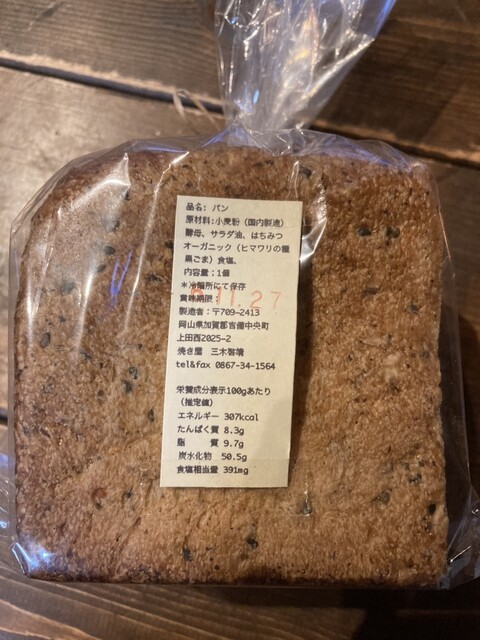 品名: パン
原材料:小麦粉(国内製造)
酵母、サラダ油、はちみつ
オーガニック(ヒマワリの種
黒ごま)食塩、
内容量:1個
*冷暗所にて保存
賞味期限: 11.27
製造者:〒709-2413
岡山県加賀郡吉備中央町
上田西2025-2
焼き屋 三木
tel&fax 0867-34-1564
栄養成分表示100gあたり
(推定値)
エネルギー 307kcal
たんぱく質 8.3g
脂 質 9.7g
炭水化物 50.5g
食塩相当量 391mg